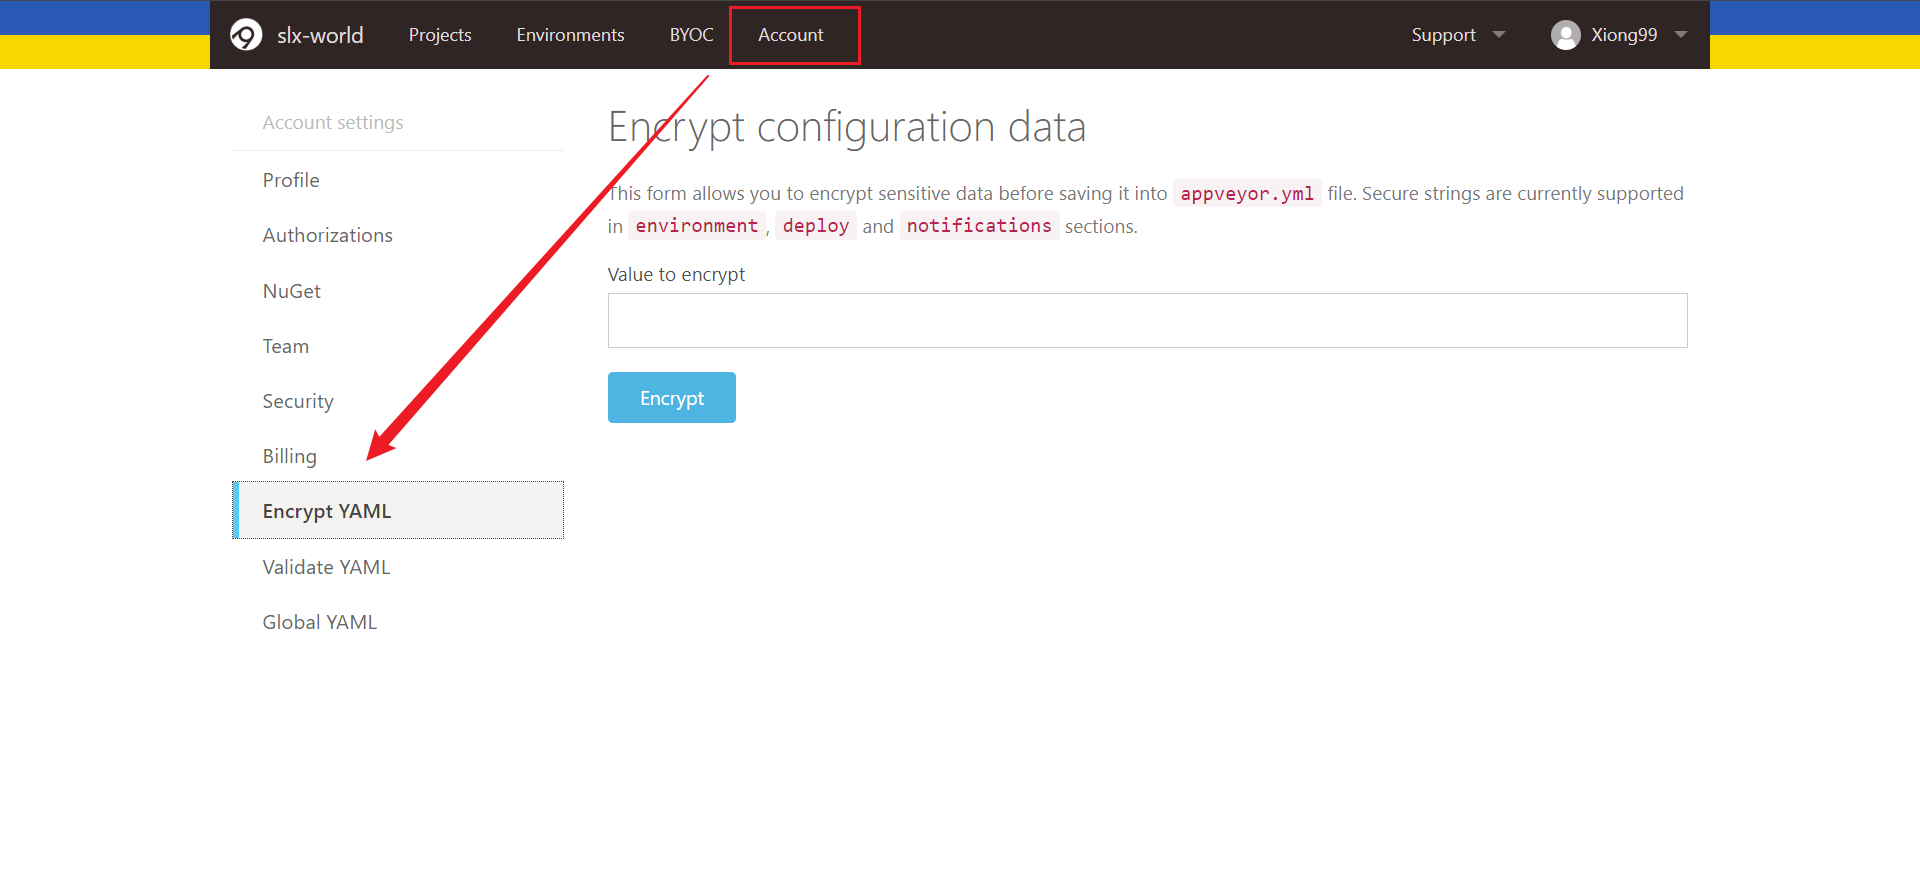 slx-world Projects Environments BYOC Account Support Xiong99
Account settings
Profile
Authorizations
NuGet
Team
Security
Billing
Encrypt YAML
Validate YAML
Global YAML
Encrypt configuration data
This form allows you to encrypt sensitive data before saving it into appveyor.yml file. Secure strings are currently supported
in environment, deploy and notifications sections.
Value to encrypt
Encrypt